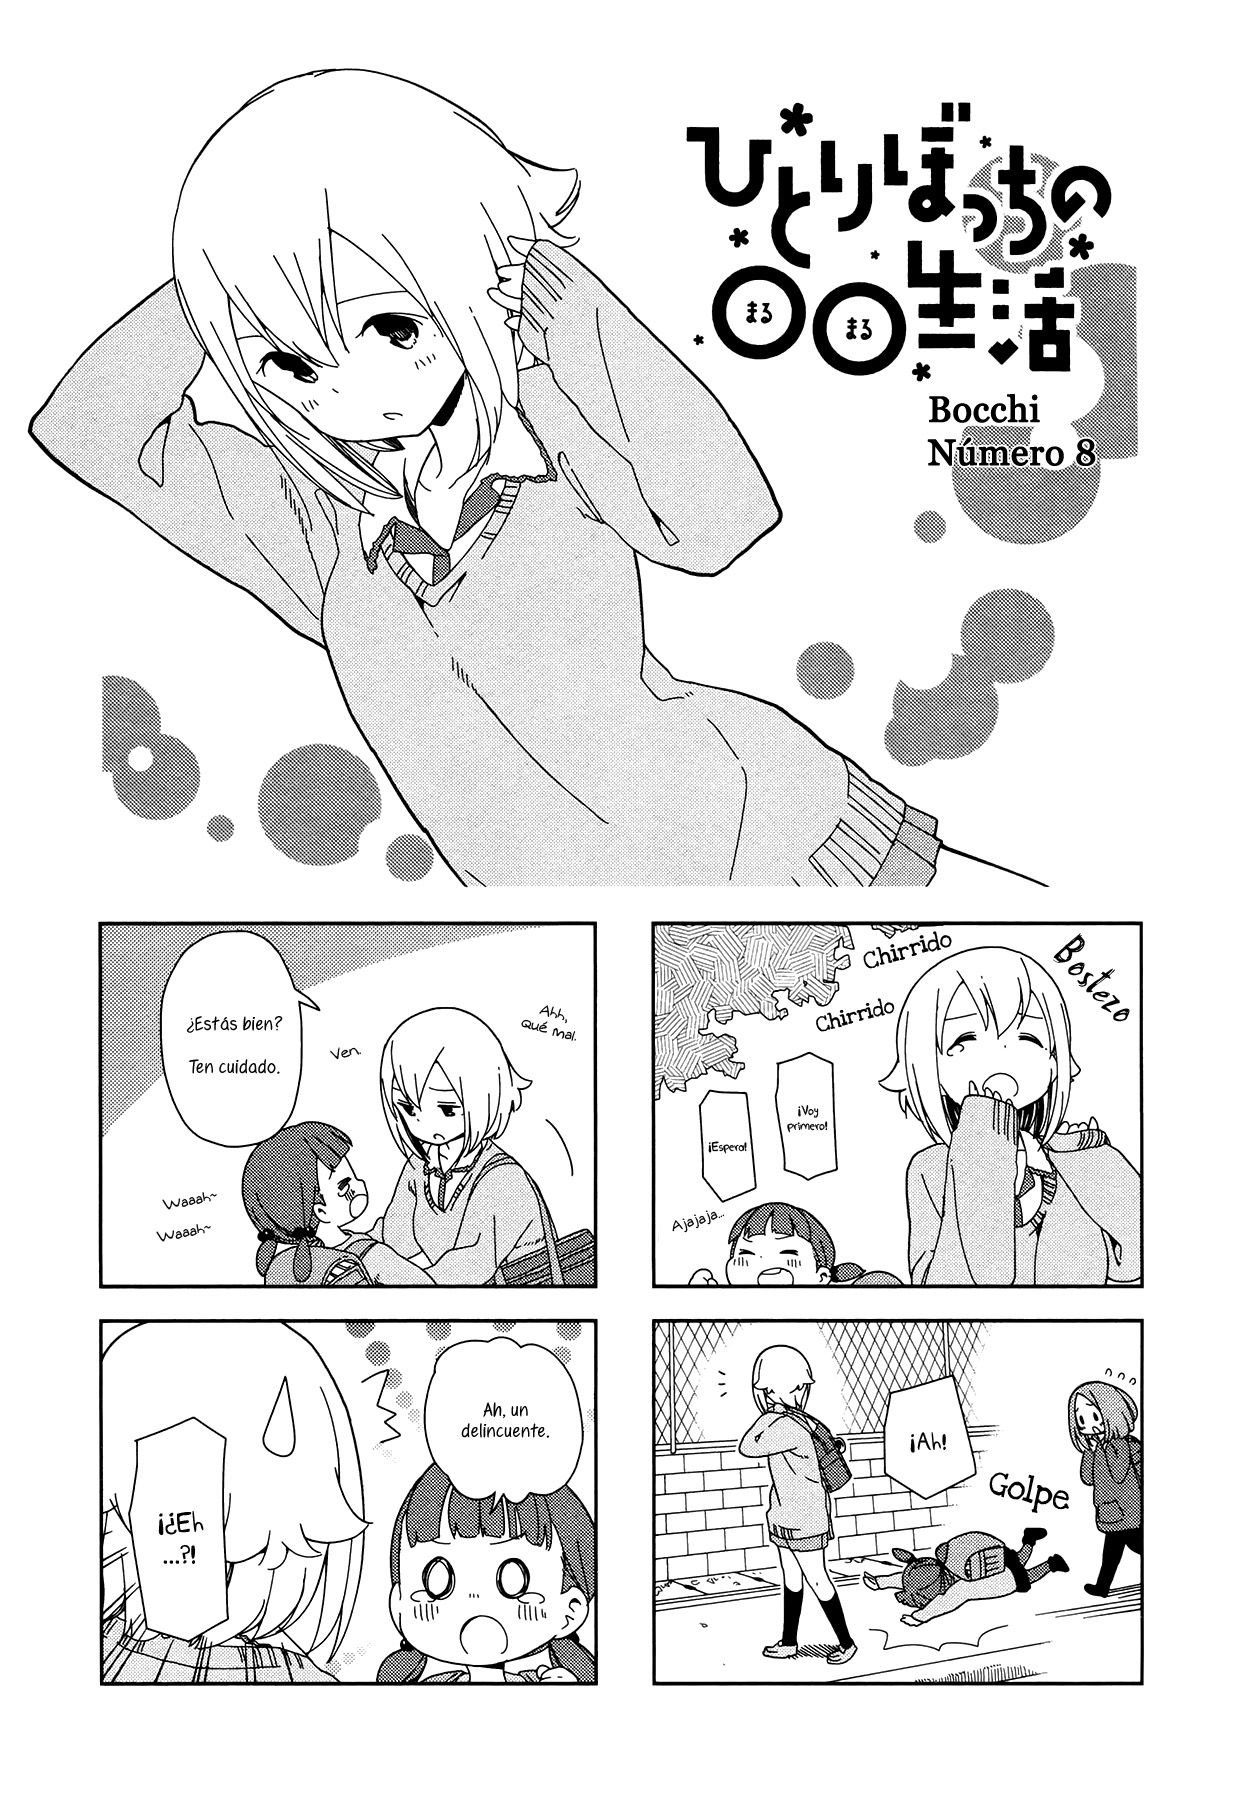 ひとりぼっちの
〇〇生活
まる
まる
Bocchi
Número 8
Bostezo
Chirrido
Chirrido
¡Voy
primero!
¡Espera!
Ajajaja...
¡Ah!
Golpe
¿Estás bien?
Ten cuidado.
Ahh,
qué mal.
Ven.
Waaah~
Waaah~
Ah, un
delincuente.
¡¿Eh
...?!